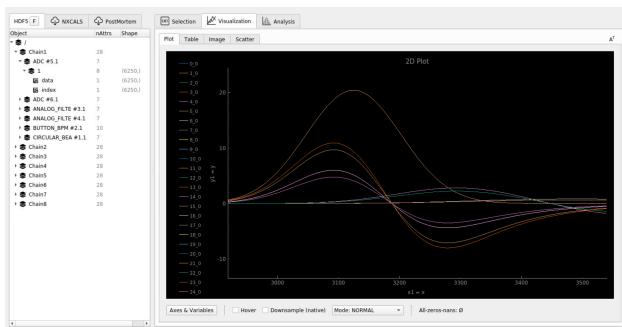 HDF5 F NXCALS PostMortem
Object nAttrs Shape
/
Chain1 28
ADC #5.1 7
1 8 (6250,)
data 1 (6250,)
index 1 (6250,)
ADC #6.1 7
ANALOG_FILTE #3.1 7
ANALOG_FILTE #4.1 7
BUTTON_BPM #2.1 10
CIRCULAR_BEA #1.1 7
Chain2 28
Chain3 28
Chain4 28
Chain5 28
Chain6 28
Chain7 28
Chain8 28
Selection Visualization Analysis
Plot Table Image Scatter
2D Plot
0_0
1_0
2_0
3_0
4_0
5_0
6_0
7_0
8_0
9_0
10_0
11_0
12_0
13_0
14_0
15_0
16_0
17_0
18_0
19_0
20_0
21_0
22_0
23_0
24_0
y1 = y
20
10
0
-10
3000 3100 3200 3300 3400 3500
x1 = x
Axes & Variables Hover Downsample (native) Mode: NORMAL All-zeros-nans: Ø